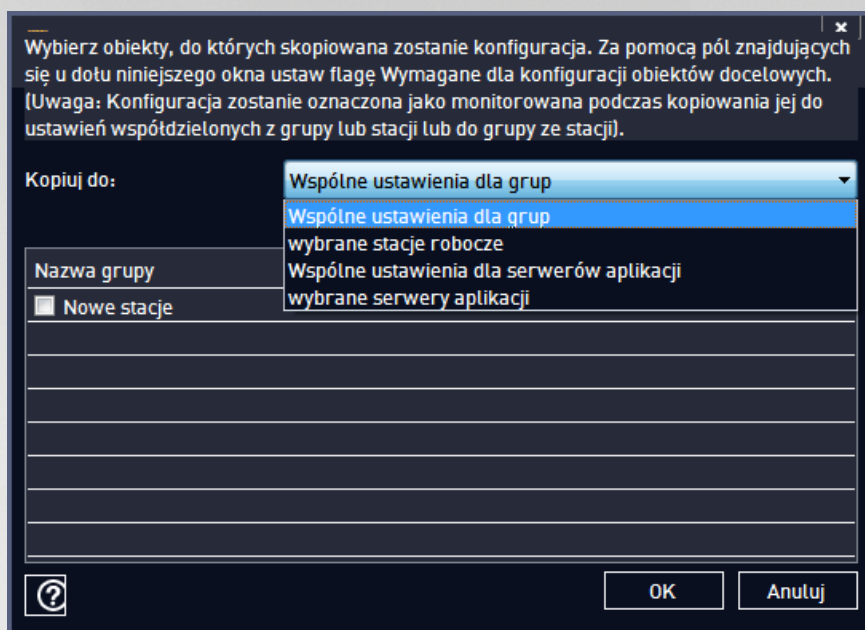 Wybierz obiekty, do których skopiowana zostanie konfiguracja. Za pomocą pól znajdujących
się u dołu niniejszego okna ustaw flagę Wymagane dla konfiguracji obiektów docelowych.
(Uwaga: Konfiguracja zostanie oznaczona jako monitorowana podczas kopiowania jej do
ustawień współdzielonych z grupy lub stacji lub do grupy ze stacji).
Kopiuj do:
Wspólne ustawienia dla grup
Wspólne ustawienia dla grup
wybrane stacje robocze
Wspólne ustawienia dla serwerów aplikacji
wybrane serwery aplikacji
Nazwa grupy
Nowe stacje
OK
Anuluj